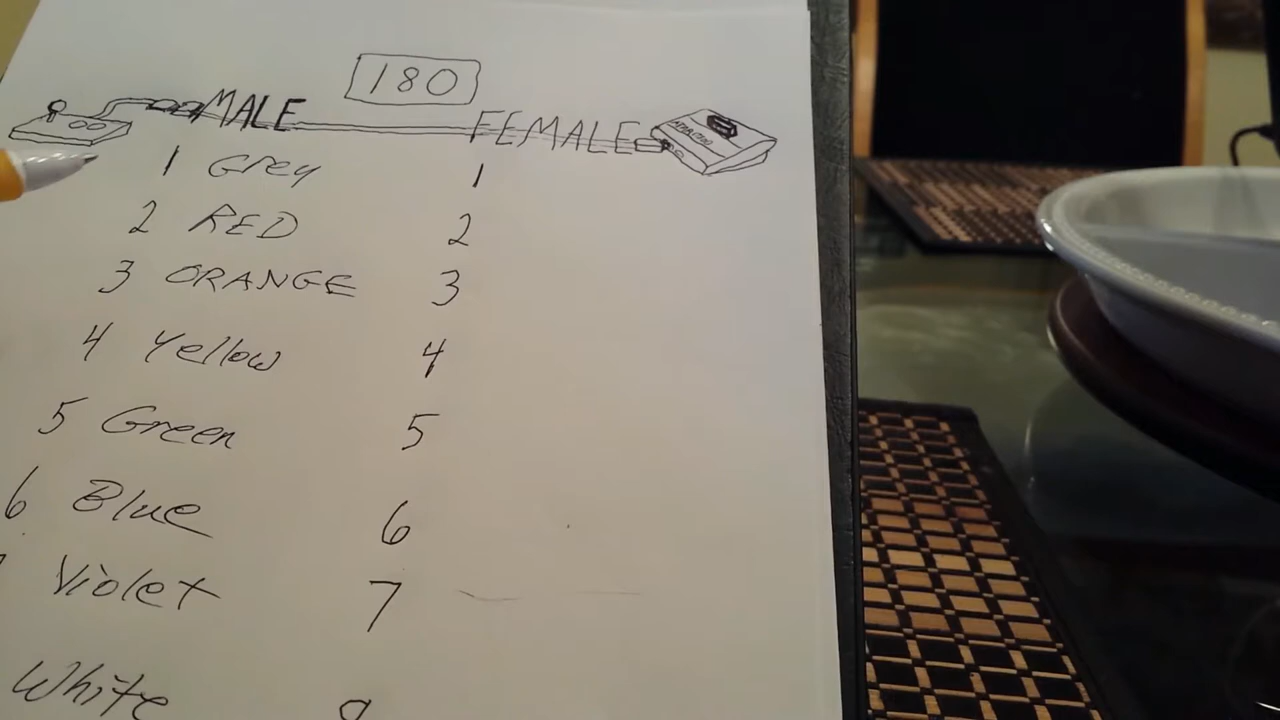 180
MALE FEMALE
1 Grey 1
2 RED 2
3 ORANGE 3
4 Yellow 4
5 Green 5
6 Blue 6
Violet 7
White